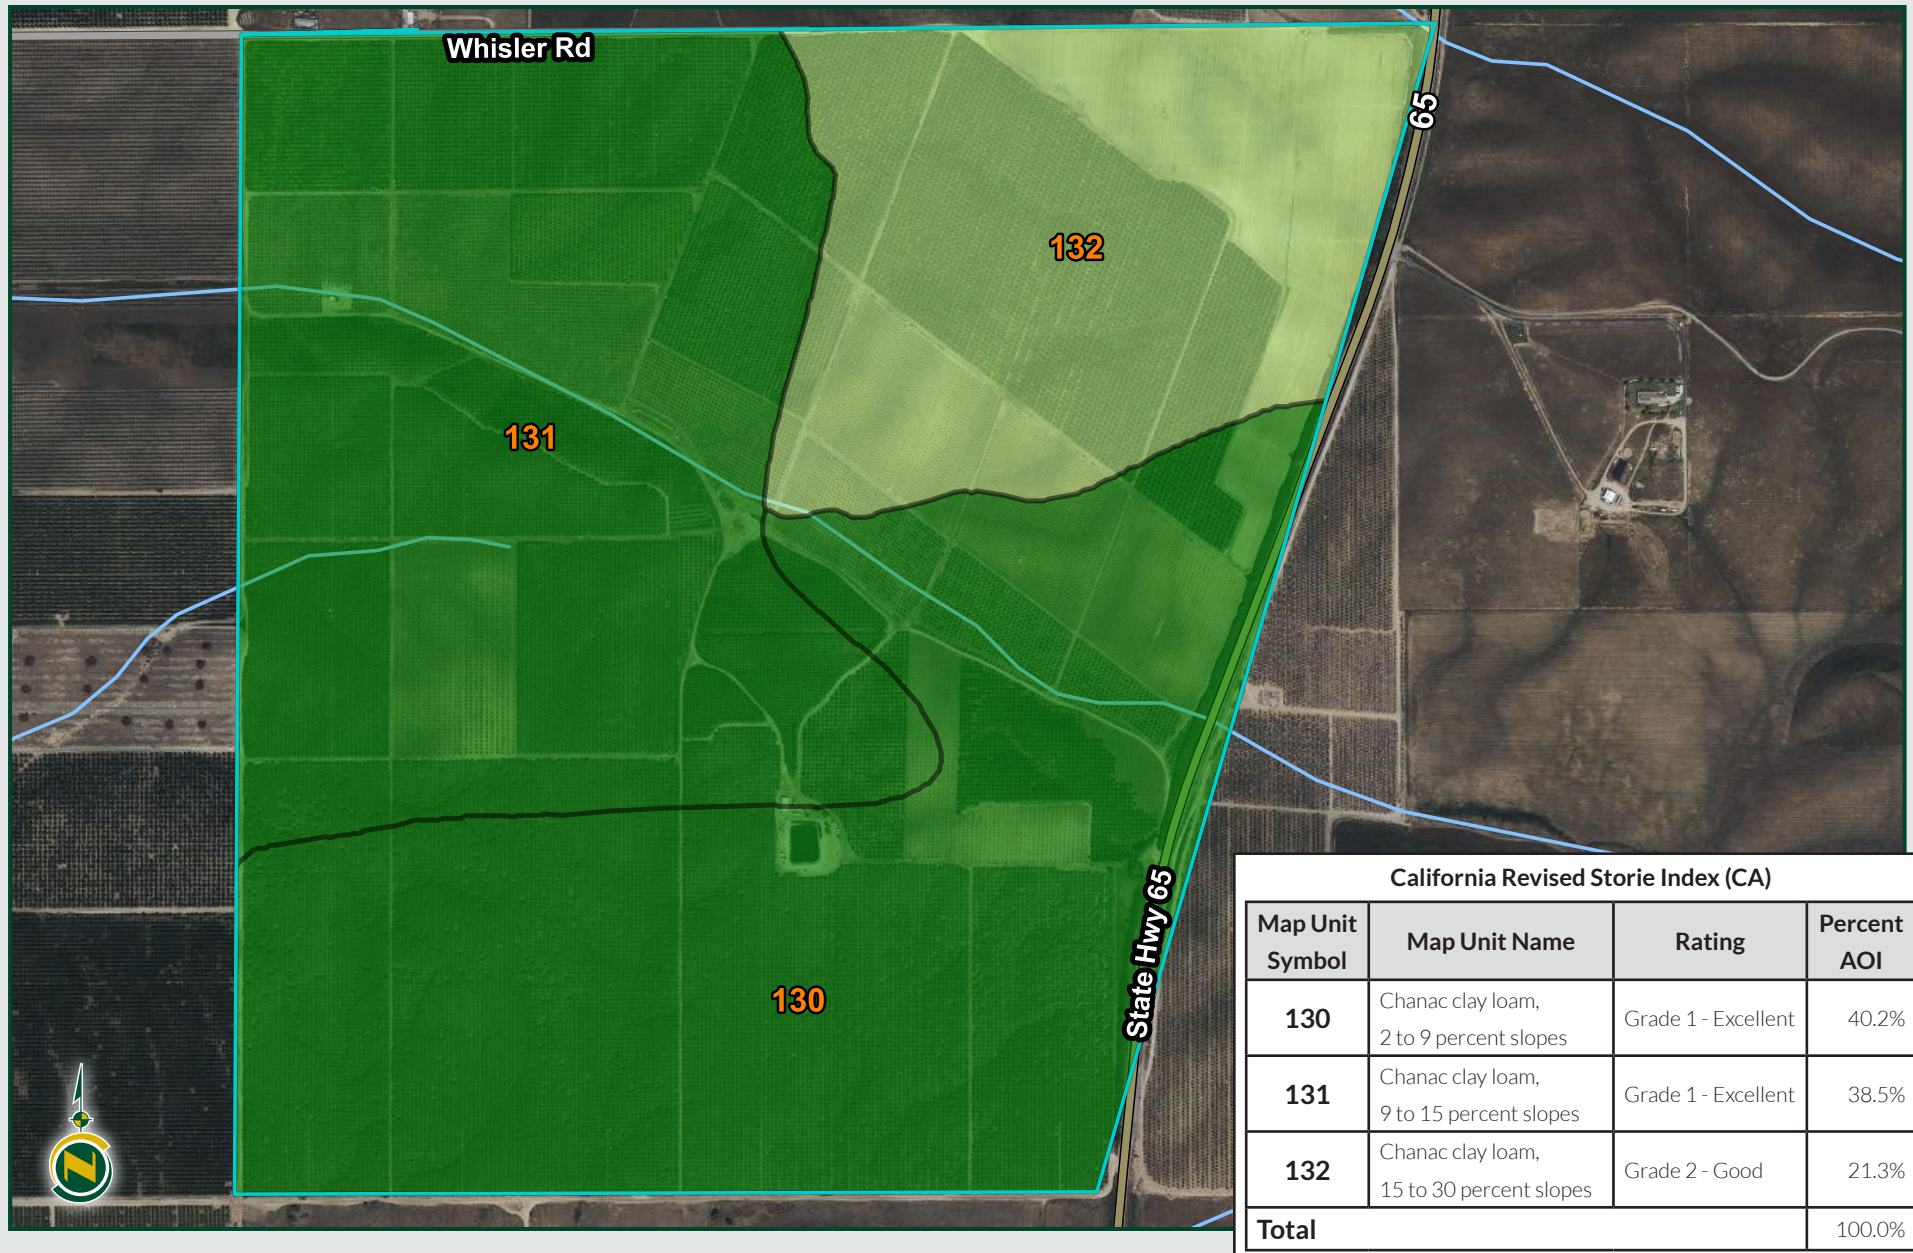 Whisler Rd
65
132
131
130
State Hwy 65
N
California Revised Storie Index (CA)
Map Unit Symbol
Map Unit Name
Rating
Percent AOI
130
Chanac clay loam,
2 to 9 percent slopes
Grade 1 - Excellent
40.2%
131
Chanac clay loam,
9 to 15 percent slopes
Grade 1 - Excellent
38.5%
132
Chanac clay loam,
15 to 30 percent slopes
Grade 2 - Good
21.3%
Total
100.0%